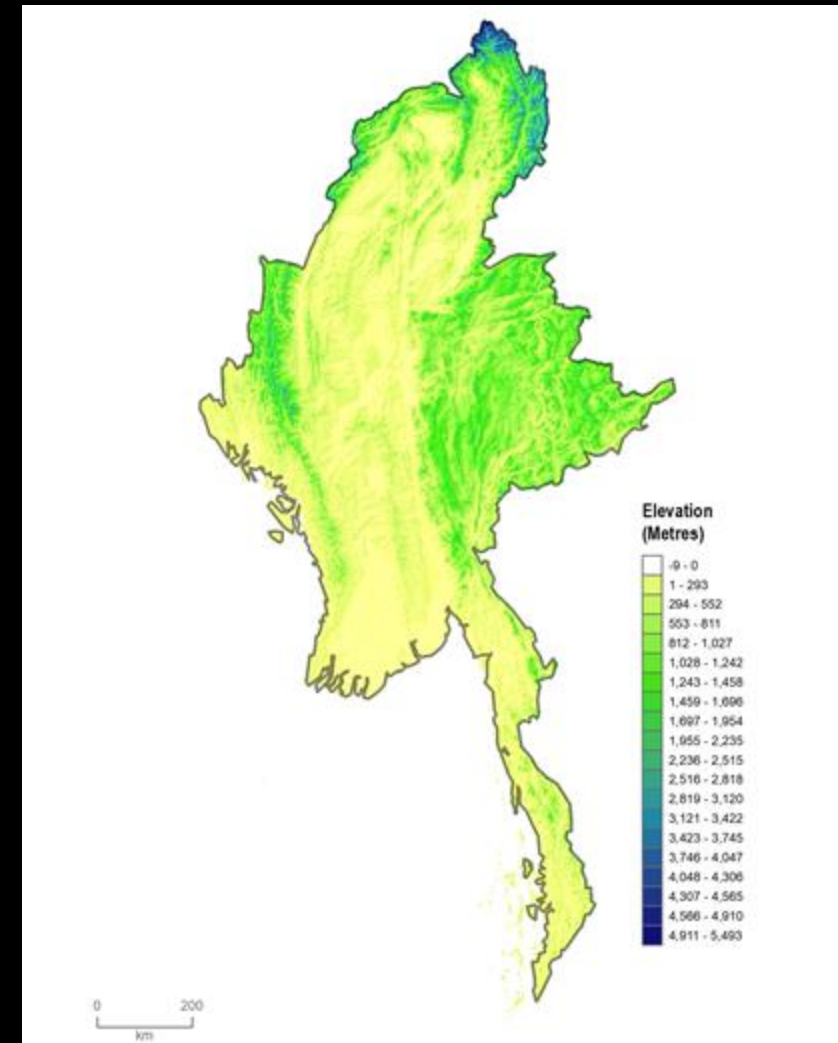 Elevation
(Metres)
-9 - 0
1 - 293
294 - 552
553 - 811
812 - 1,027
1,028 - 1,242
1,243 - 1,458
1,459 - 1,696
1,697 - 1,954
1,955 - 2,235
2,236 - 2,515
2,516 - 2,818
2,819 - 3,120
3,121 - 3,422
3,423 - 3,745
3,746 - 4,047
4,048 - 4,306
4,307 - 4,565
4,566 - 4,910
4,911 - 5,493
0 200
km